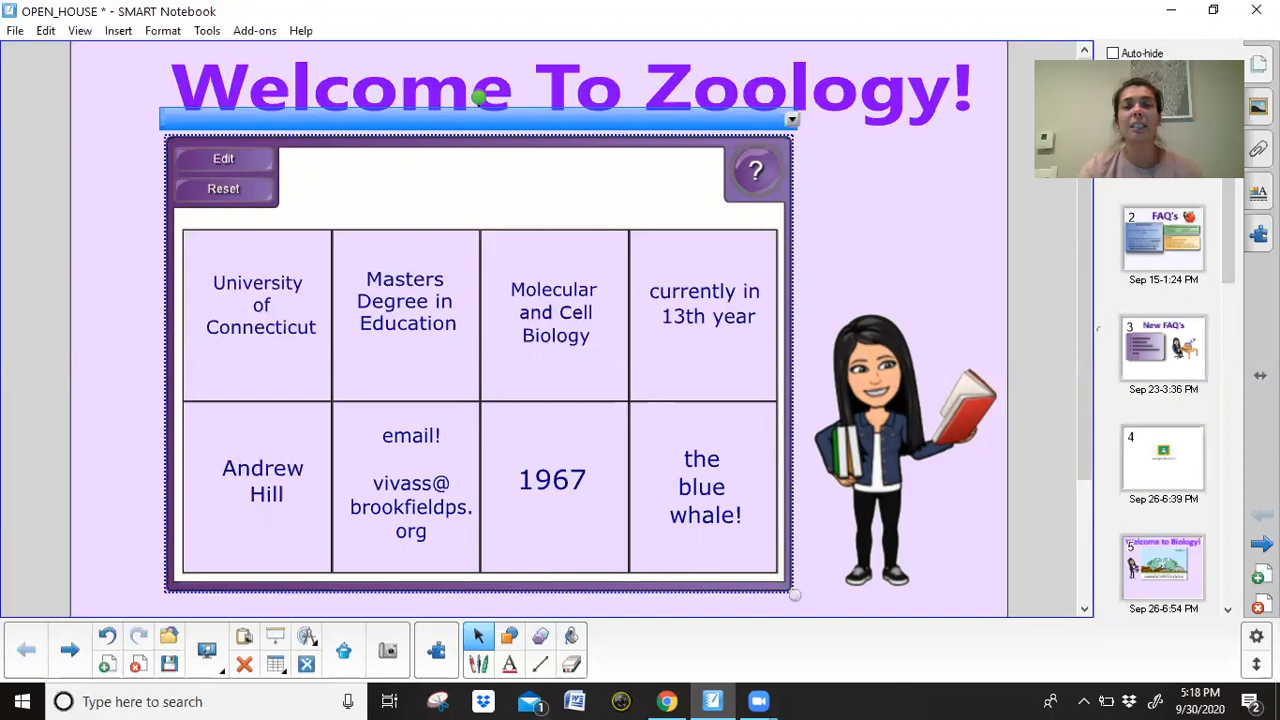 OPEN_HOUSE * - SMART Notebook
File Edit View Insert Format Tools Add-ons Help
Auto-hide
Welcome To Zoology!
Edit
Reset
?
University
of
Connecticut
Masters
Degree in
Education
Molecular
and Cell
Biology
currently in
13th year
Andrew
Hill
email!
vivass@
brookfieldps.
org
1967
the
blue
whale!
2
FAQ's
Sep 15-1:24 PM
3
New FAQ's
Sep 23-3:36 PM
4
Sep 26-6:39 PM
5
Welcome to Biology!
Sep 26-6:54 PM
Type here to search
5:18 PM
9/30/2020